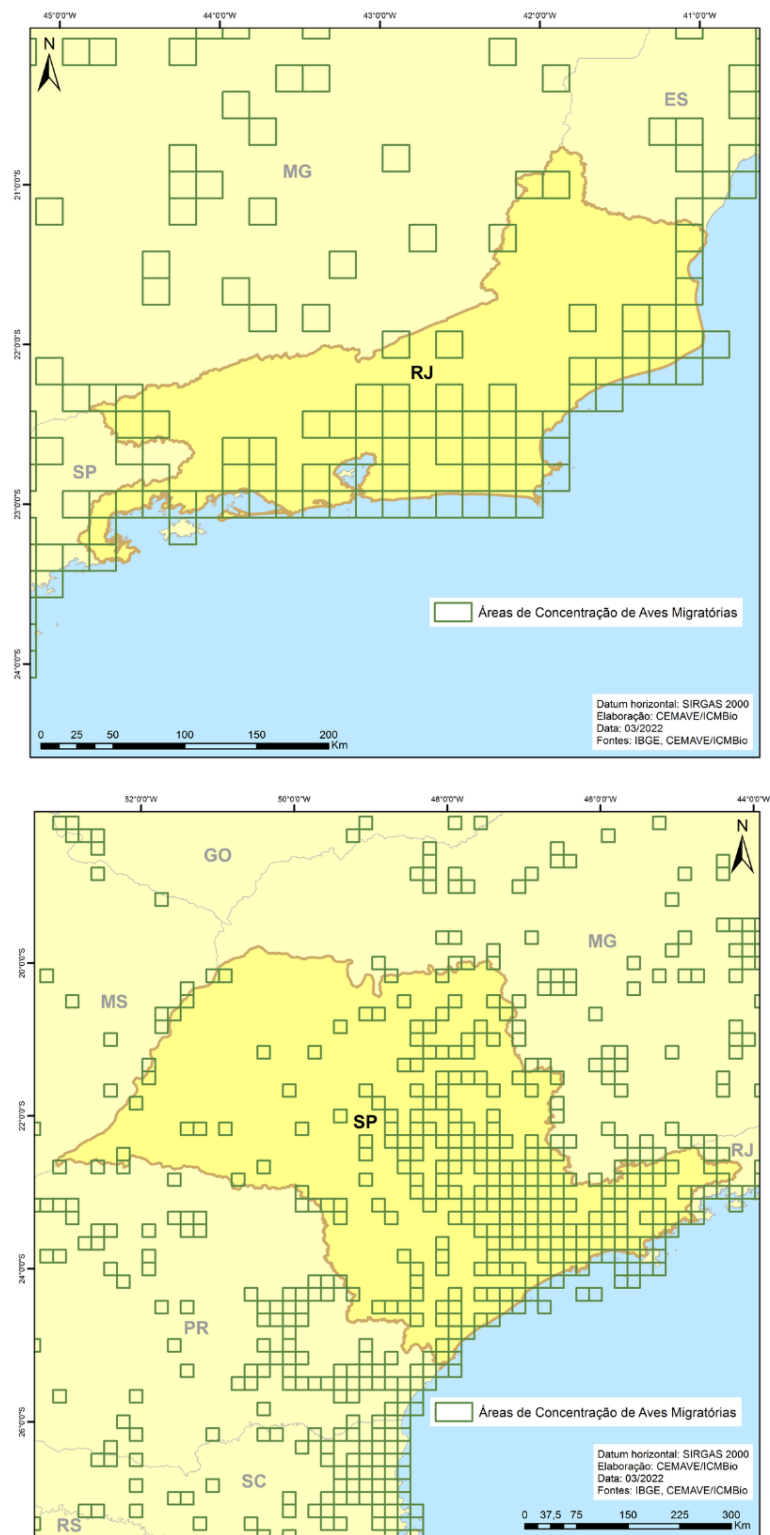 45°0'0"W 44°0'0"W 43°0'0"W 42°0'0"W 41°0'0"W
N
ES
MG
21°0'0"S
22°0'0"S
RJ
SP
23°0'0"S
Áreas de Concentração de Aves Migratórias
24°0'0"S
Datum horizontal: SIRGAS 2000
Elaboração: CEMAVE/ICMBio
Data: 03/2022
Fontes: IBGE, CEMAVE/ICMBio
0 25 50 100 150 200
Km
52°0'0"W 50°0'0"W 48°0'0"W 46°0'0"W 44°0'0"W
N
GO
MG
20°0'0"S
MS
22°0'0"S
SP
RJ
24°0'0"S
PR
Áreas de Concentração de Aves Migratórias
26°0'0"S
Datum horizontal: SIRGAS 2000
Elaboração: CEMAVE/ICMBio
Data: 03/2022
Fontes: IBGE, CEMAVE/ICMBio
SC
RS
0 37,5 75 150 225 300
Km